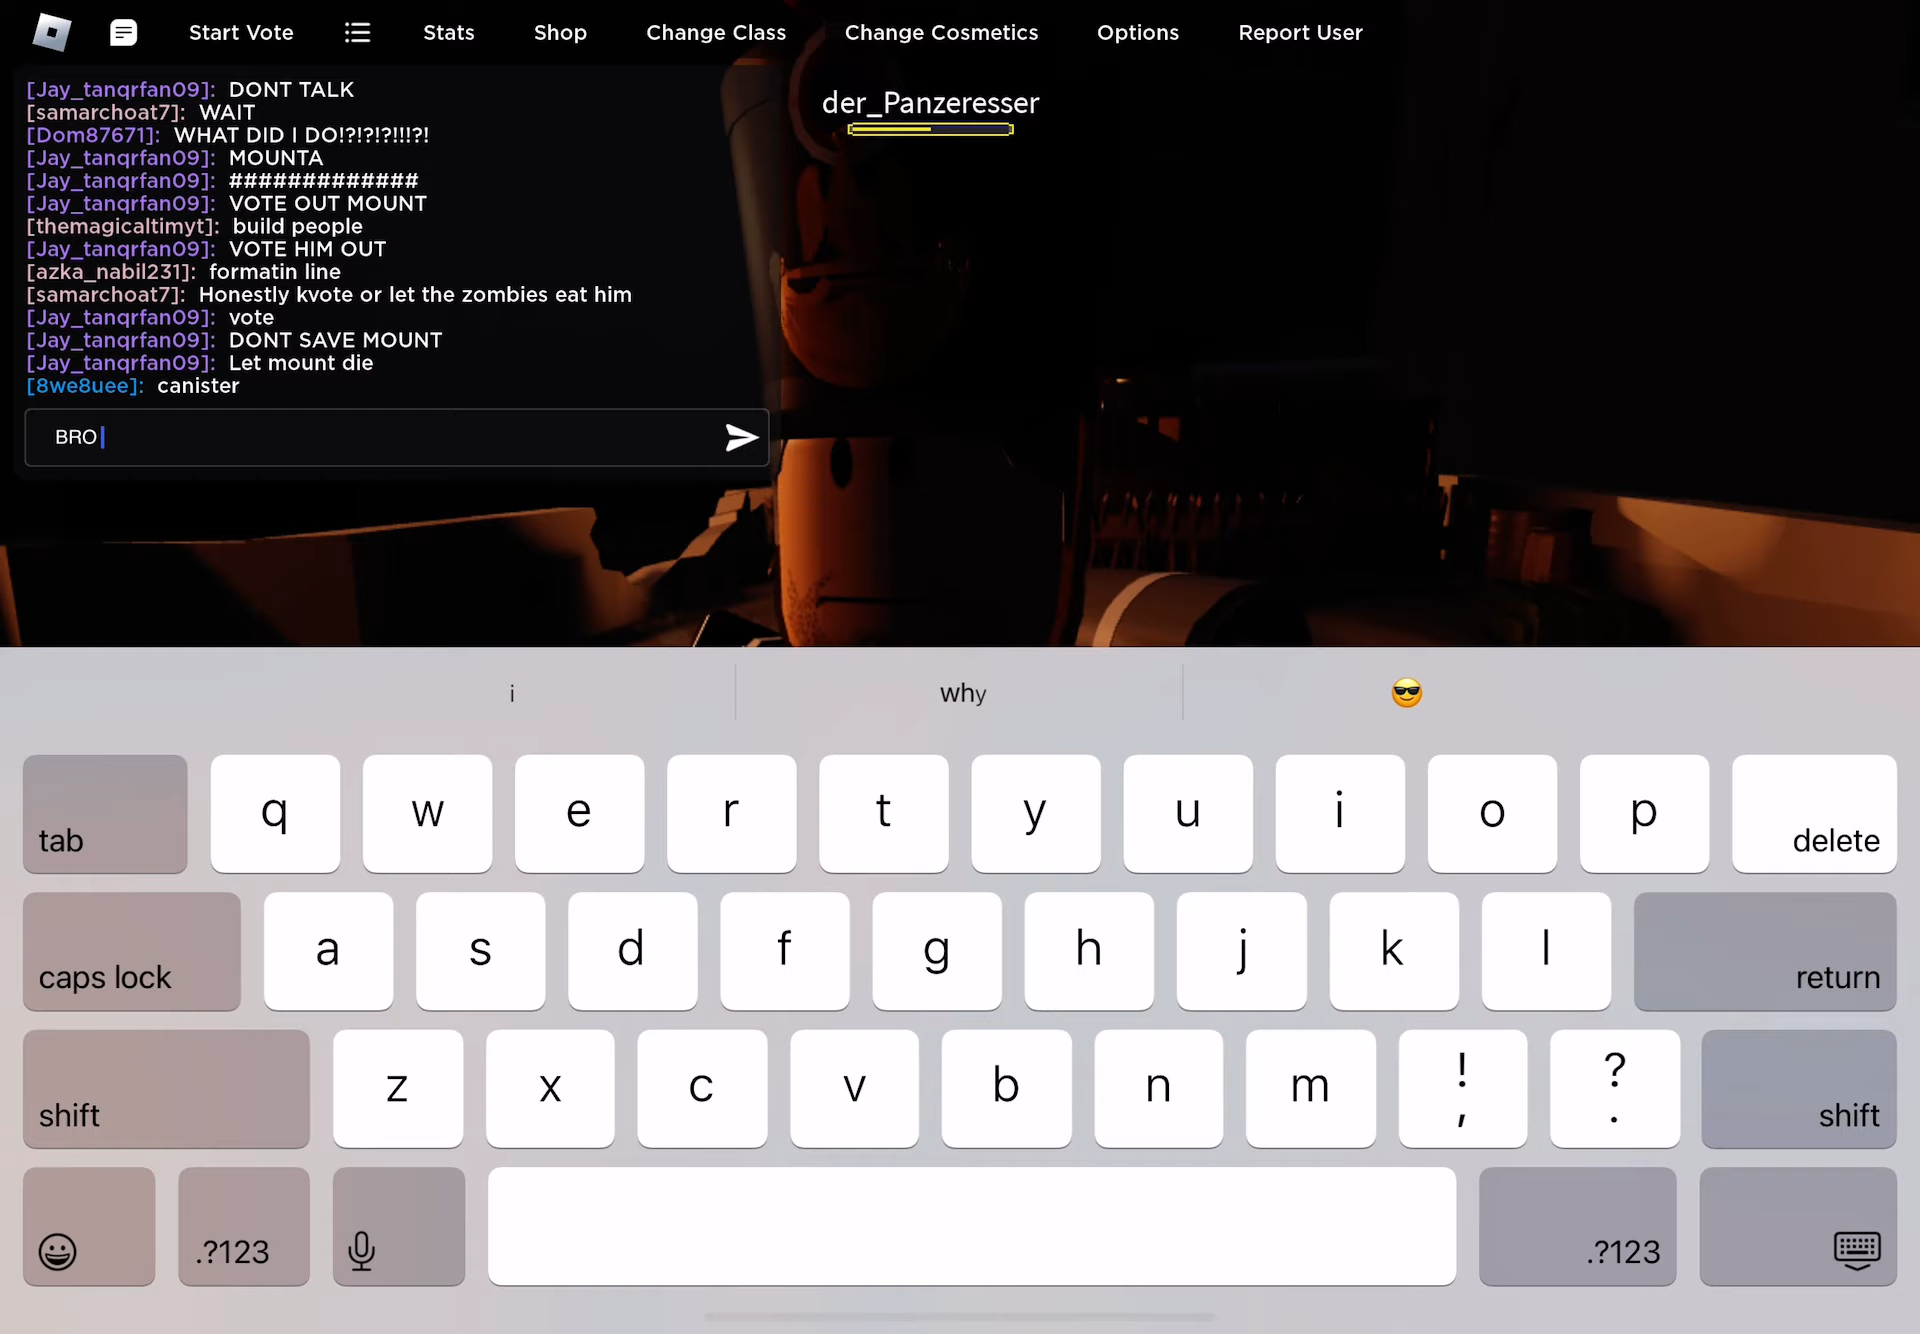 Start Vote Stats Shop Change Class Change Cosmetics Options Report User
[Jay_tanqrfan09]: DONT TALK
[samarchoat7]: WAIT
[Dom87671]: WHAT DID I DO!?!?!?!!!?!
[Jay_tanqrfan09]: MOUNTA
[Jay_tanqrfan09]: #############
[Jay_tanqrfan09]: VOTE OUT MOUNT
[themagicaltimyt]: build people
[Jay_tanqrfan09]: VOTE HIM OUT
[azka_nabil231]: formatin line
[samarchoat7]: Honestly kvote or let the zombies eat him
[Jay_tanqrfan09]: vote
[Jay_tanqrfan09]: DONT SAVE MOUNT
[Jay_tanqrfan09]: Let mount die
[8we8uee]: canister
BRO
der_Panzeresser
i why 😎
tab q w e r t y u i o p delete
caps lock a s d f g h j k l return
shift z x c v b n m ! , ? . shift
.?123 .?123